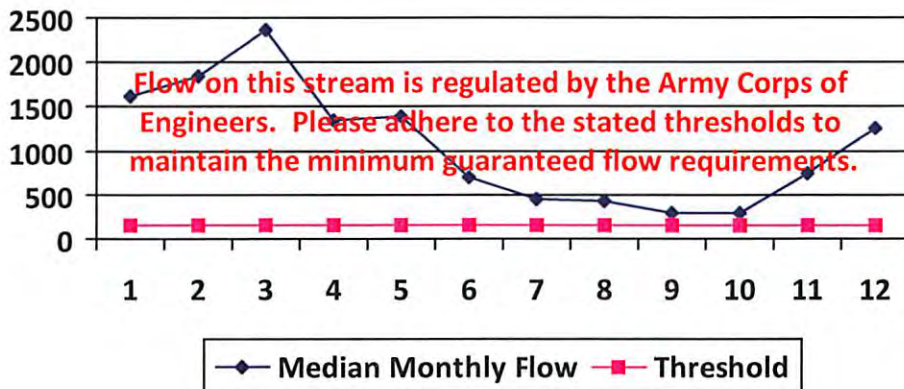 2500
2000
1500
1000
500
0
Flow on this stream is regulated by the Army Corps of
Engineers. Please adhere to the stated thresholds to
maintain the minimum guaranteed flow requirements.
1 2 3 4 5 6 7 8 9 10 11 12
Median Monthly Flow Threshold